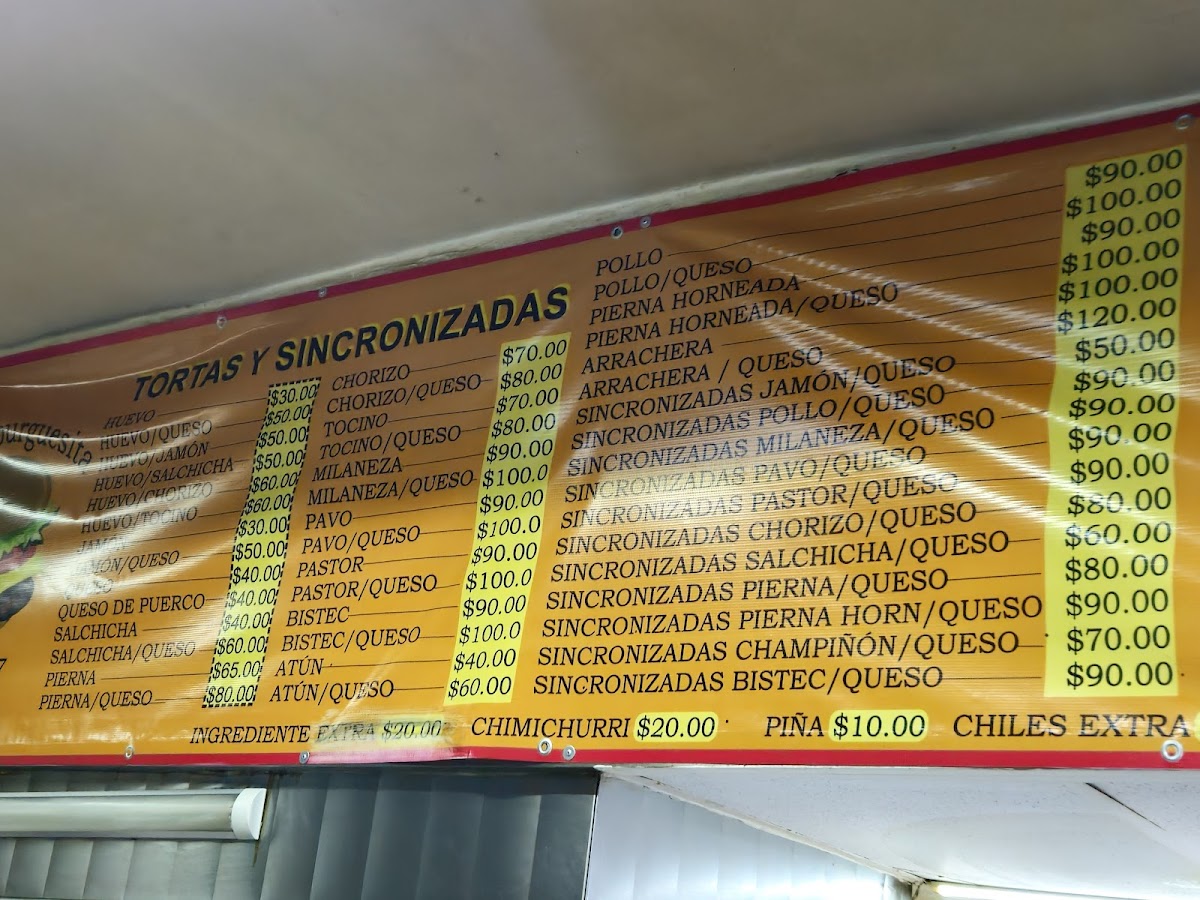 burguesita
TORTAS Y SINCRONIZADAS
HUEVO $30.00
HUEVO/QUESO $50.00
HUEVO/JAMÓN $50.00
HUEVO/SALCHICHA $50.00
HUEVO/CHORIZO $60.00
HUEVO/TOCINO $60.00
JAMÓN $30.00
JAMÓN/QUESO $50.00
QUESO $40.00
QUESO DE PUERCO $40.00
SALCHICHA $40.00
SALCHICHA/QUESO $60.00
PIERNA $65.00
PIERNA/QUESO $80.00
CHORIZO $70.00
CHORIZO/QUESO $80.00
TOCINO $70.00
TOCINO/QUESO $80.00
MILANEZA $90.00
MILANEZA/QUESO $100.0
PAVO $90.00
PAVO/QUESO $100.0
PASTOR $90.00
PASTOR/QUESO $100.0
BISTEC $90.00
BISTEC/QUESO $100.0
ATÚN $40.00
ATÚN/QUESO $60.00
POLLO $90.00
POLLO/QUESO $100.00
PIERNA HORNEADA $90.00
PIERNA HORNEADA/QUESO $100.00
ARRACHERA $100.00
ARRACHERA / QUESO $120.00
SINCRONIZADAS JAMÓN/QUESO $50.00
SINCRONIZADAS POLLO/QUESO $90.00
SINCRONIZADAS MILANEZA/QUESO $90.00
SINCRONIZADAS PAVO/QUESO $90.00
SINCRONIZADAS PASTOR/QUESO $90.00
SINCRONIZADAS CHORIZO/QUESO $80.00
SINCRONIZADAS SALCHICHA/QUESO $60.00
SINCRONIZADAS PIERNA/QUESO $80.00
SINCRONIZADAS PIERNA HORN/QUESO $90.00
SINCRONIZADAS CHAMPIÑÓN/QUESO $70.00
SINCRONIZADAS BISTEC/QUESO $90.00
INGREDIENTE EXTRA $20.00 CHIMICHURRI $20.00 PIÑA $10.00 CHILES EXTRA